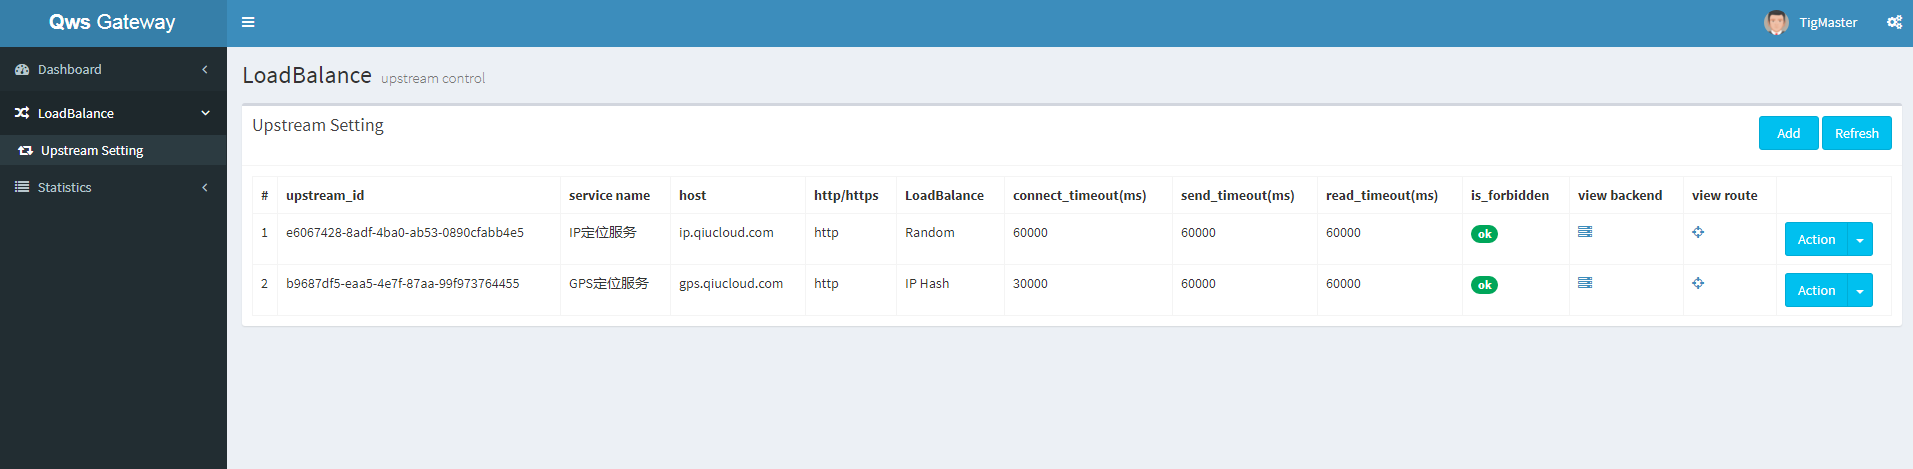 Qws Gateway
TigMaster
Dashboard
LoadBalance
Upstream Setting
Statistics
LoadBalance upstream control
Upstream Setting
Add Refresh
# upstream_id service name host http/https LoadBalance connect_timeout(ms) send_timeout(ms) read_timeout(ms) is_forbidden view backend view route
1 e6067428-8adf-4ba0-ab53-0890cfabb4e5 IP定位服务 ip.qiucloud.com http Random 60000 60000 60000 ok Action
2 b9687df5-eaa5-4e7f-87aa-99f973764455 GPS定位服务 gps.qiucloud.com http IP Hash 30000 60000 60000 ok Action